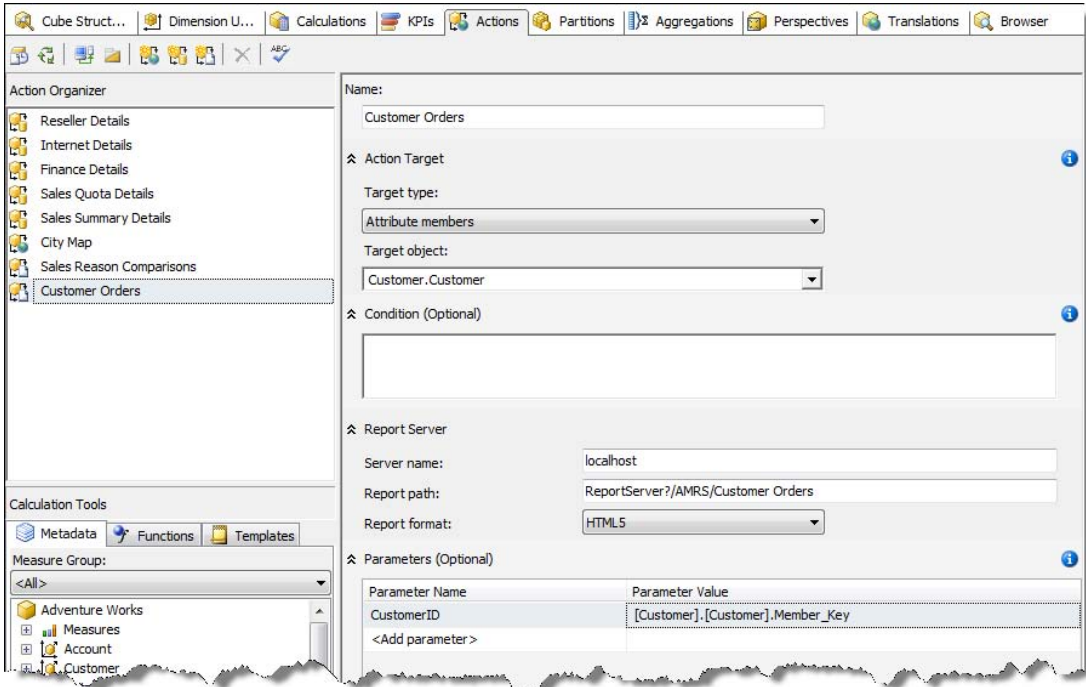 Cube Struct... Dimension U... Calculations KPIs Actions Partitions Aggregations Perspectives Translations Browser
ABC
Action Organizer
Reseller Details
Internet Details
Finance Details
Sales Quota Details
Sales Summary Details
City Map
Sales Reason Comparisons
Customer Orders
Calculation Tools
Metadata Functions Templates
Measure Group:
<All>
Adventure Works
Measures
Account
Customer
Name:
Customer Orders
Action Target
Target type:
Attribute members
Target object:
Customer.Customer
Condition (Optional)
Report Server
Server name: localhost
Report path: ReportServer?/AMRS/Customer Orders
Report format: HTML5
Parameters (Optional)
Parameter Name Parameter Value
CustomerID [Customer].[Customer].Member_Key
<Add parameter>